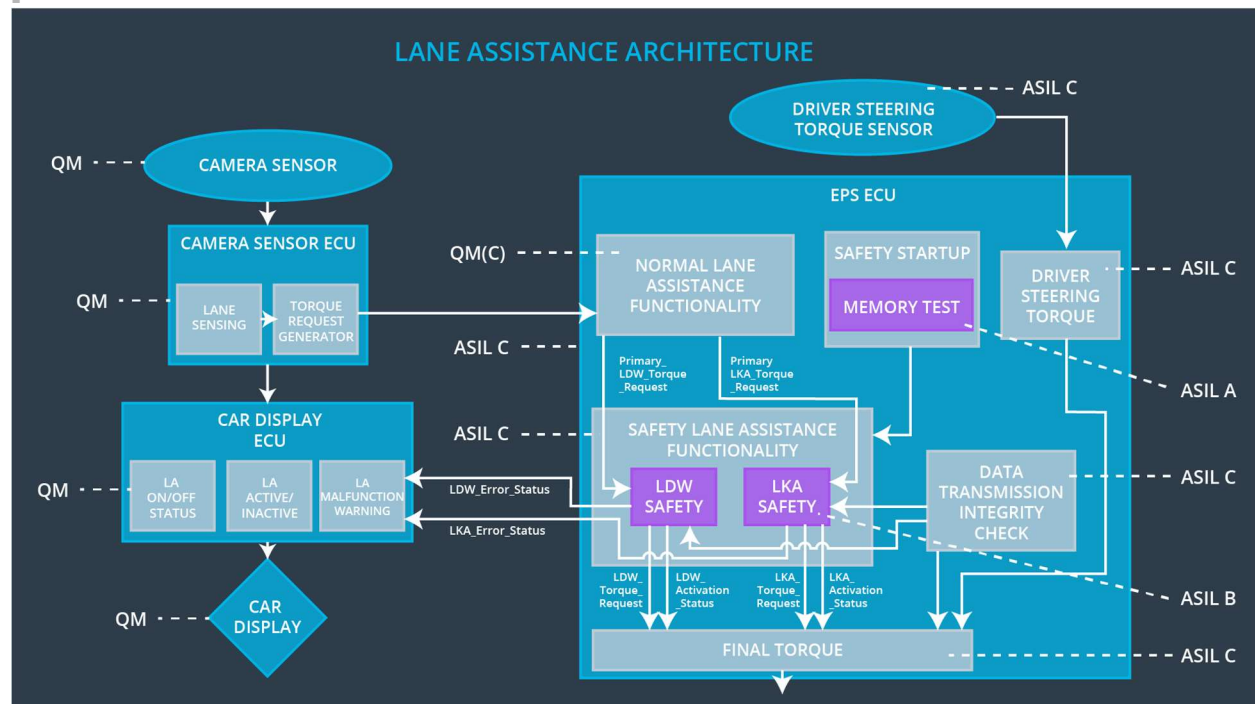 LANE ASSISTANCE ARCHITECTURE
ASIL C
DRIVER STEERING
TORQUE SENSOR
QM
CAMERA SENSOR
EPS ECU
CAMERA SENSOR ECU
QM
LANE
SENSING
TORQUE
REQUEST
GENERATOR
QM(C)
NORMAL LANE
ASSISTANCE
FUNCTIONALITY
SAFETY STARTUP
MEMORY TEST
DRIVER
STEERING
TORQUE
ASIL C
ASIL C
Primary_
LDW_Torque
_Request
Primary
LKA_Torque
_Request
ASIL A
CAR DISPLAY
ECU
QM
LA
ON/OFF
STATUS
LA
ACTIVE/
INACTIVE
LA
MALFUNCTION
WARNING
ASIL C
SAFETY LANE ASSISTANCE
FUNCTIONALITY
LDW
SAFETY
LKA
SAFETY
DATA
TRANSMISSION
INTEGRITY
CHECK
ASIL C
LDW_Error_Status
LKA_Error_Status
LDW_
Torque_
Request
LDW_
Activation
_Status
LKA_
Torque_
Request
LKA_
Activation
_Status
ASIL B
QM
CAR
DISPLAY
FINAL TORQUE
ASIL C